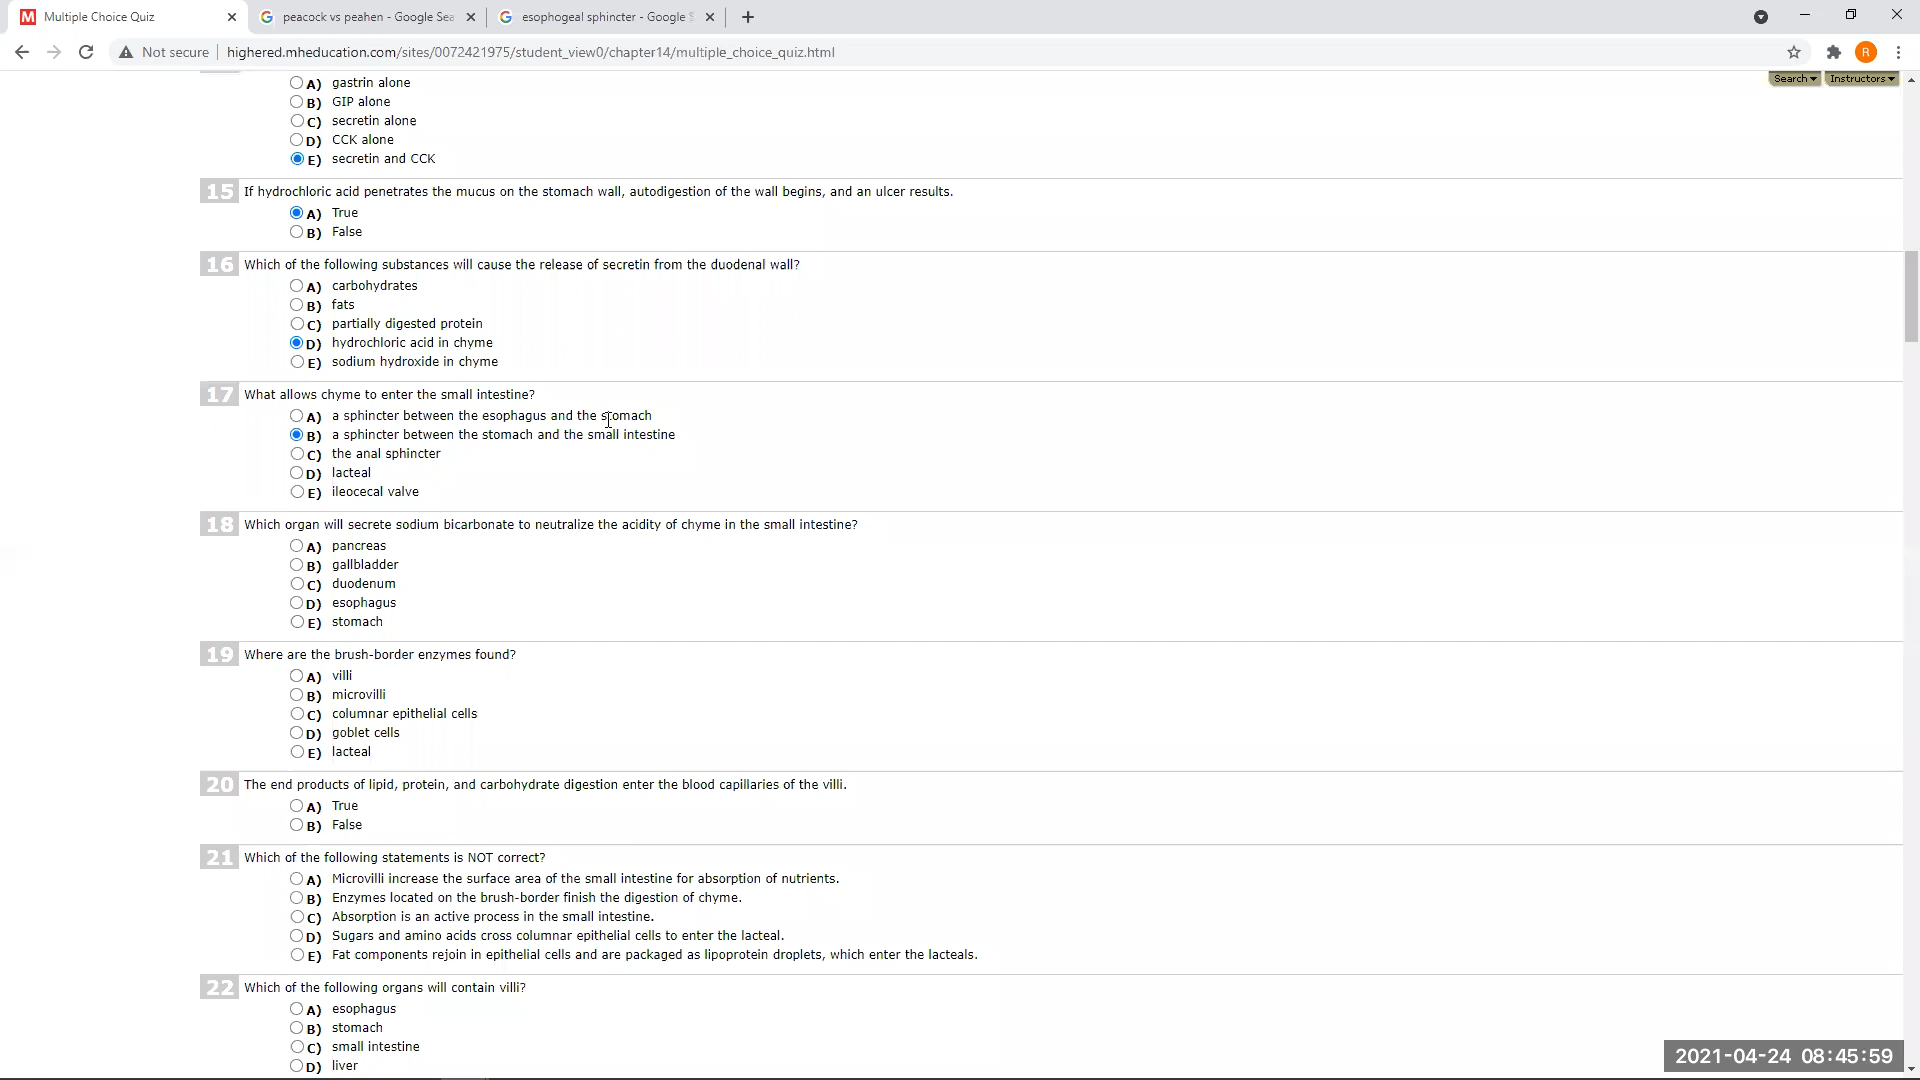 Multiple Choice Quiz
peacock vs peahen - Google Sea
esophogeal sphincter - Google S
Not secure
highered.mheducation.com/sites/0072421975/student_view0/chapter14/multiple_choice_quiz.html
R
Search
Instructors
A) gastrin alone
B) GIP alone
C) secretin alone
D) CCK alone
E) secretin and CCK
15 If hydrochloric acid penetrates the mucus on the stomach wall, autodigestion of the wall begins, and an ulcer results.
A) True
B) False
16 Which of the following substances will cause the release of secretin from the duodenal wall?
A) carbohydrates
B) fats
C) partially digested protein
D) hydrochloric acid in chyme
E) sodium hydroxide in chyme
17 What allows chyme to enter the small intestine?
A) a sphincter between the esophagus and the stomach
B) a sphincter between the stomach and the small intestine
C) the anal sphincter
D) lacteal
E) ileocecal valve
18 Which organ will secrete sodium bicarbonate to neutralize the acidity of chyme in the small intestine?
A) pancreas
B) gallbladder
C) duodenum
D) esophagus
E) stomach
19 Where are the brush-border enzymes found?
A) villi
B) microvilli
C) columnar epithelial cells
D) goblet cells
E) lacteal
20 The end products of lipid, protein, and carbohydrate digestion enter the blood capillaries of the villi.
A) True
B) False
21 Which of the following statements is NOT correct?
A) Microvilli increase the surface area of the small intestine for absorption of nutrients.
B) Enzymes located on the brush-border finish the digestion of chyme.
C) Absorption is an active process in the small intestine.
D) Sugars and amino acids cross columnar epithelial cells to enter the lacteal.
E) Fat components rejoin in epithelial cells and are packaged as lipoprotein droplets, which enter the lacteals.
22 Which of the following organs will contain villi?
A) esophagus
B) stomach
C) small intestine
D) liver
2021-04-24 08:45:59